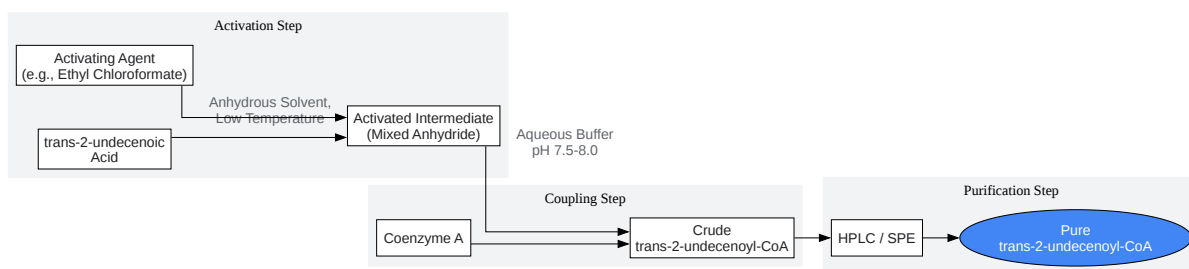 Activation Step
Activating Agent
(e.g., Ethyl Chloroformate)
Anhydrous Solvent,
Low Temperature
trans-2-undecenoic
Acid
Activated Intermediate
(Mixed Anhydride)
Aqueous Buffer
pH 7.5-8.0
Coupling Step
Coenzyme A
Crude
trans-2-undecenoyl-CoA
Purification Step
HPLC / SPE
Pure
trans-2-undecenoyl-CoA